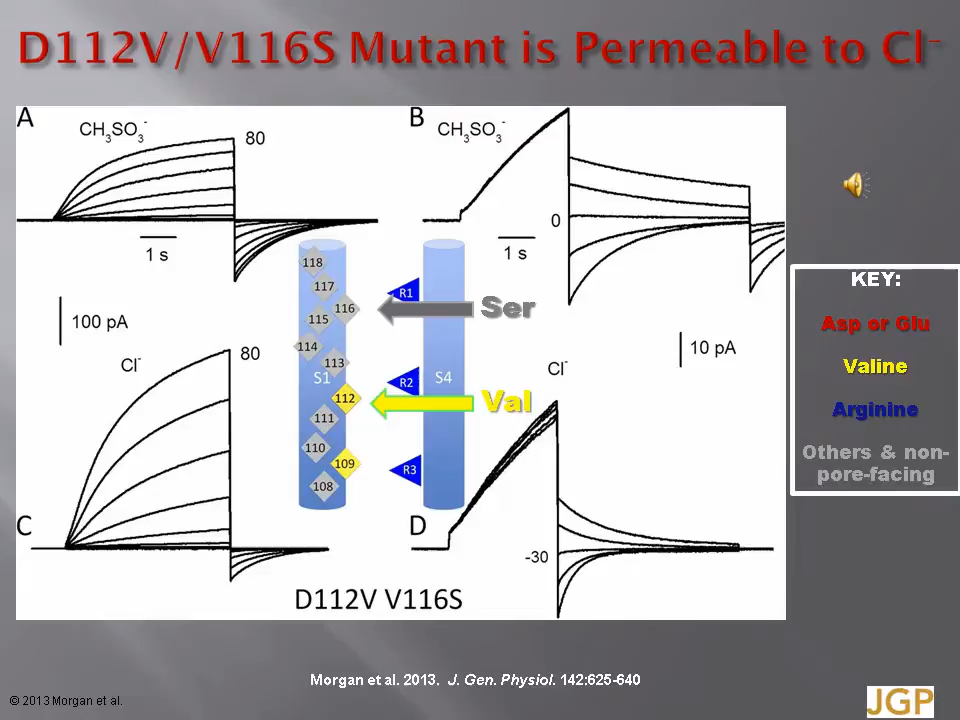 D112V/V116S Mutant is Permeable to Cl⁻
A
CH₃SO₃⁻
80
1 s
B
CH₃SO₃⁻
0
1 s
100 pA
10 pA
118
117
116
115
114
113
S1
112
111
110
109
108
R1
R2
S4
R3
Ser
Val
C
Cl⁻
80
D
Cl⁻
-30
D112V V116S
KEY:
Asp or Glu
Valine
Arginine
Others & non-
pore-facing
Morgan et al. 2013. J. Gen. Physiol. 142:625-640
© 2013 Morgan et al.
JGP